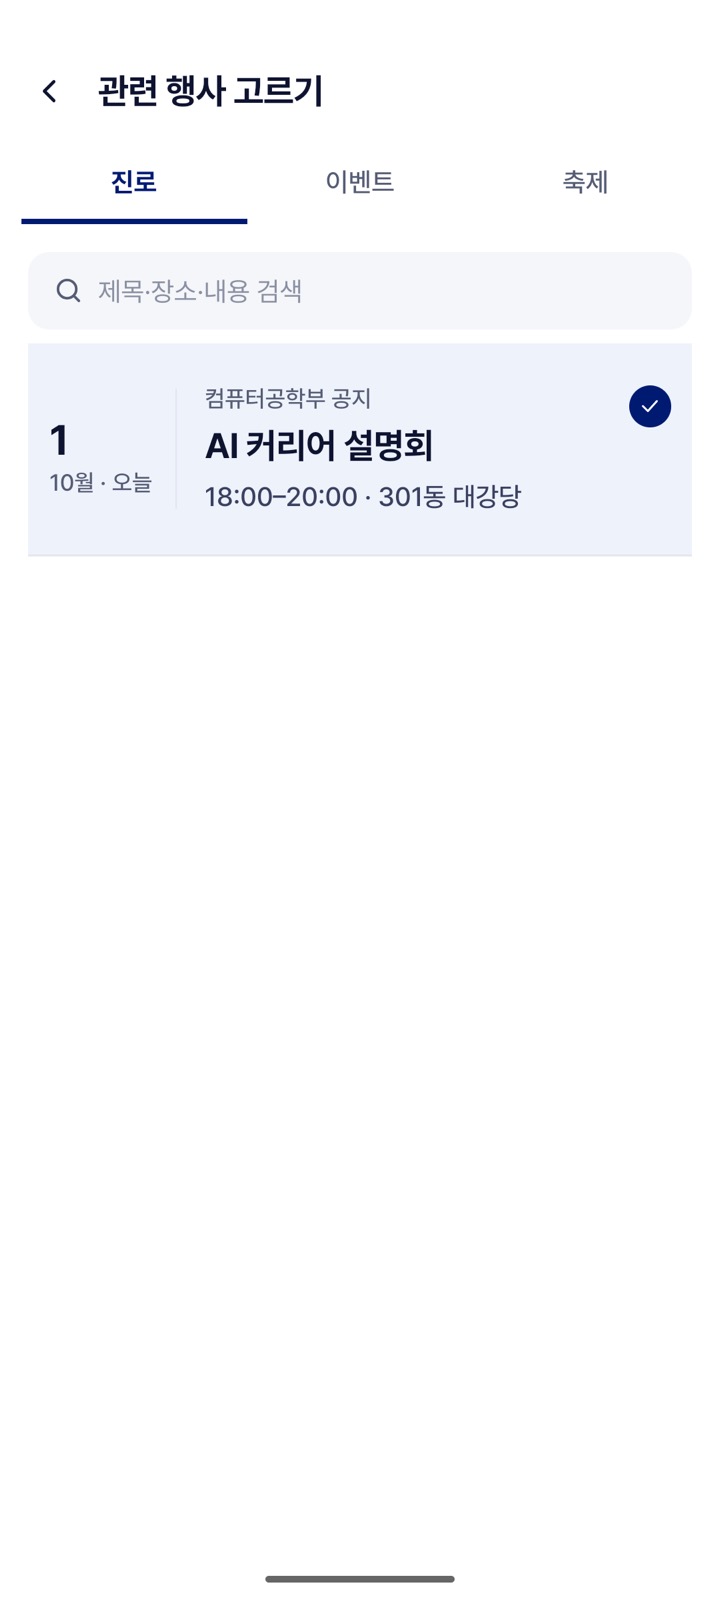 관련 행사 고르기
진로
이벤트
축제
제목·장소·내용 검색
컴퓨터공학부 공지
1
AI 커리어 설명회
10월 · 오늘
18:00–20:00 · 301동 대강당